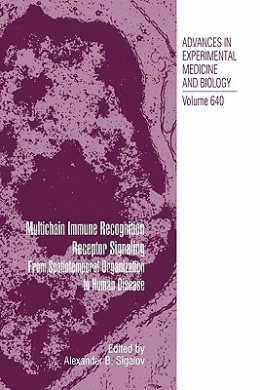 ADVANCES IN
EXPERIMENTAL
MEDICINE
AND BIOLOGY
Volume 640
Multichain Immune Recognition
Receptor Signaling
From Spatiotemporal Organization
to Human Disease
Edited by
Alexander B. Sigalov